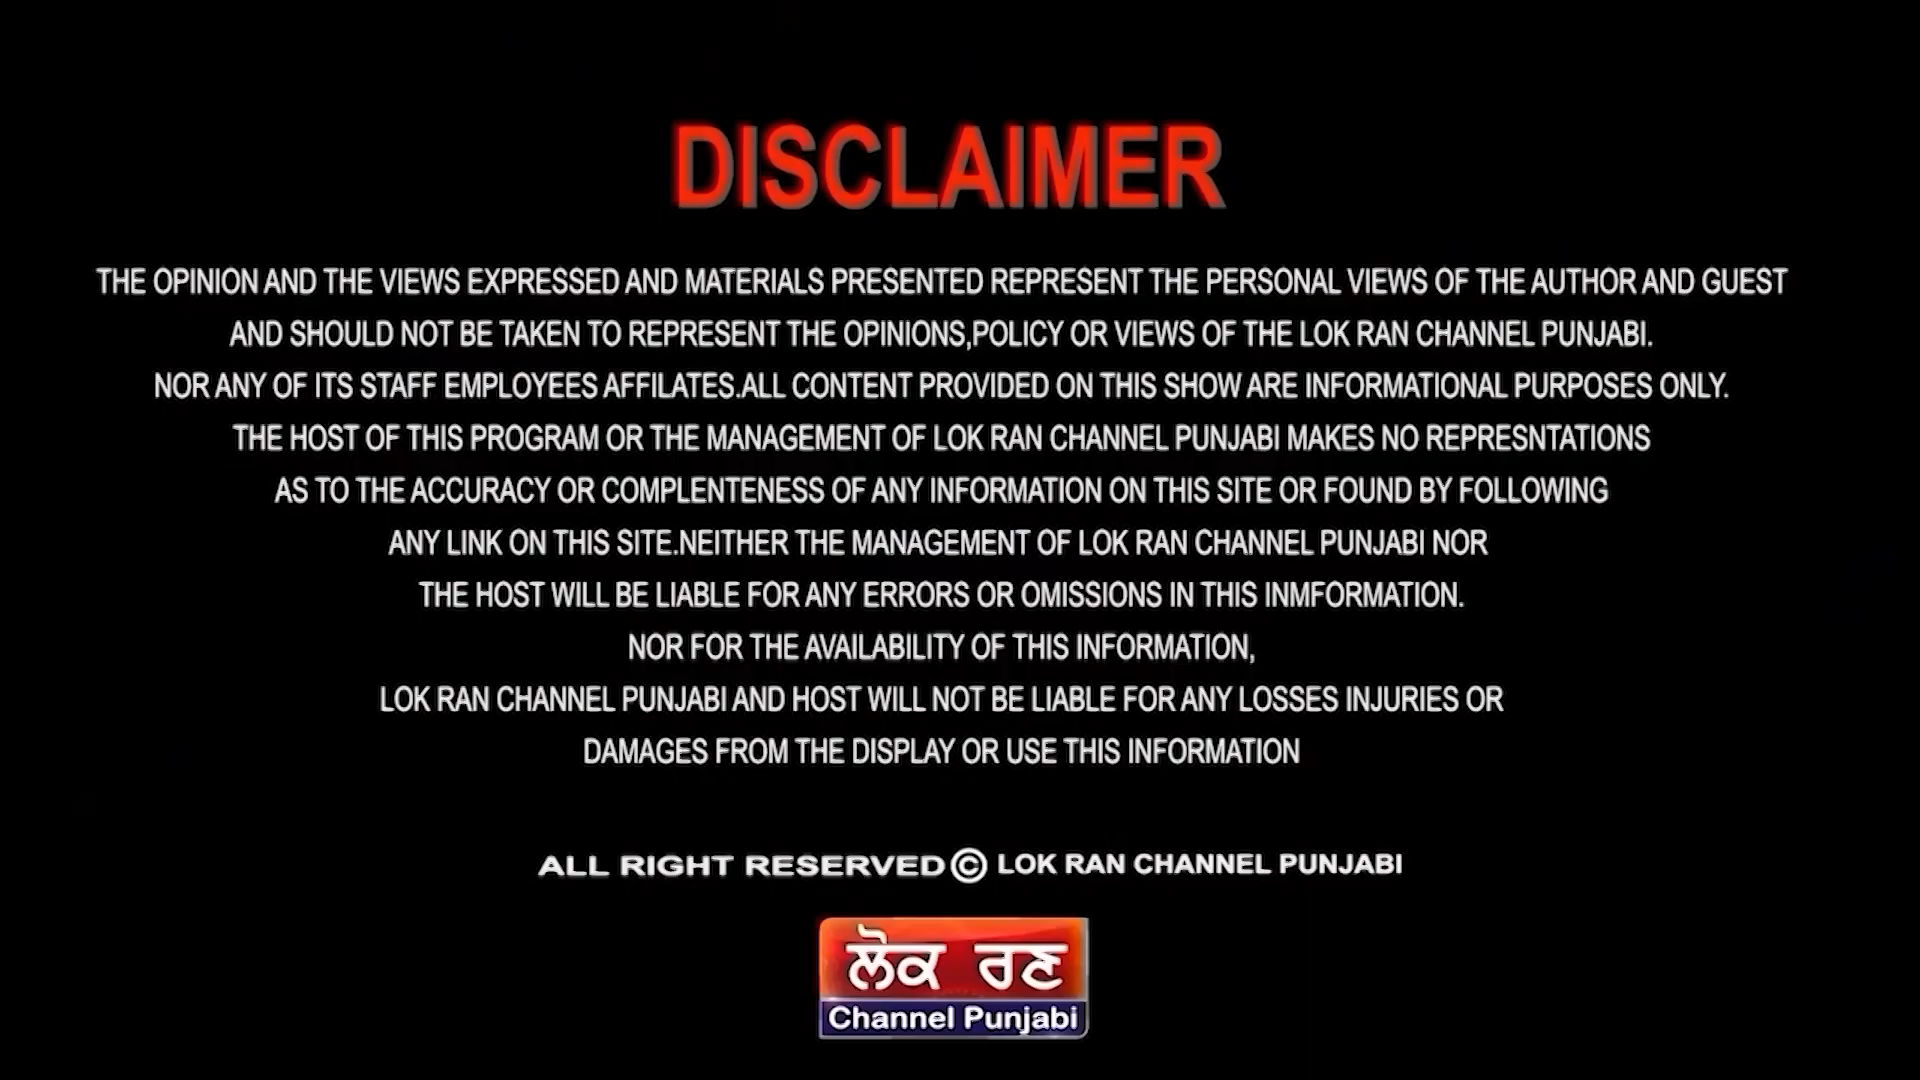 DISCLAIMER
THE OPINION AND THE VIEWS EXPRESSED AND MATERIALS PRESENTED REPRESENT THE PERSONAL VIEWS OF THE AUTHOR AND GUEST
AND SHOULD NOT BE TAKEN TO REPRESENT THE OPINIONS,POLICY OR VIEWS OF THE LOK RAN CHANNEL PUNJABI.
NOR ANY OF ITS STAFF EMPLOYEES AFFILATES.ALL CONTENT PROVIDED ON THIS SHOW ARE INFORMATIONAL PURPOSES ONLY.
THE HOST OF THIS PROGRAM OR THE MANAGEMENT OF LOK RAN CHANNEL PUNJABI MAKES NO REPRESNTATIONS
AS TO THE ACCURACY OR COMPLENTENESS OF ANY INFORMATION ON THIS SITE OR FOUND BY FOLLOWING
ANY LINK ON THIS SITE.NEITHER THE MANAGEMENT OF LOK RAN CHANNEL PUNJABI NOR
THE HOST WILL BE LIABLE FOR ANY ERRORS OR OMISSIONS IN THIS INMFORMATION.
NOR FOR THE AVAILABILITY OF THIS INFORMATION,
LOK RAN CHANNEL PUNJABI AND HOST WILL NOT BE LIABLE FOR ANY LOSSES INJURIES OR
DAMAGES FROM THE DISPLAY OR USE THIS INFORMATION
ALL RIGHT RESERVED © LOK RAN CHANNEL PUNJABI
ਲੋਕ ਰਣ
Channel Punjabi